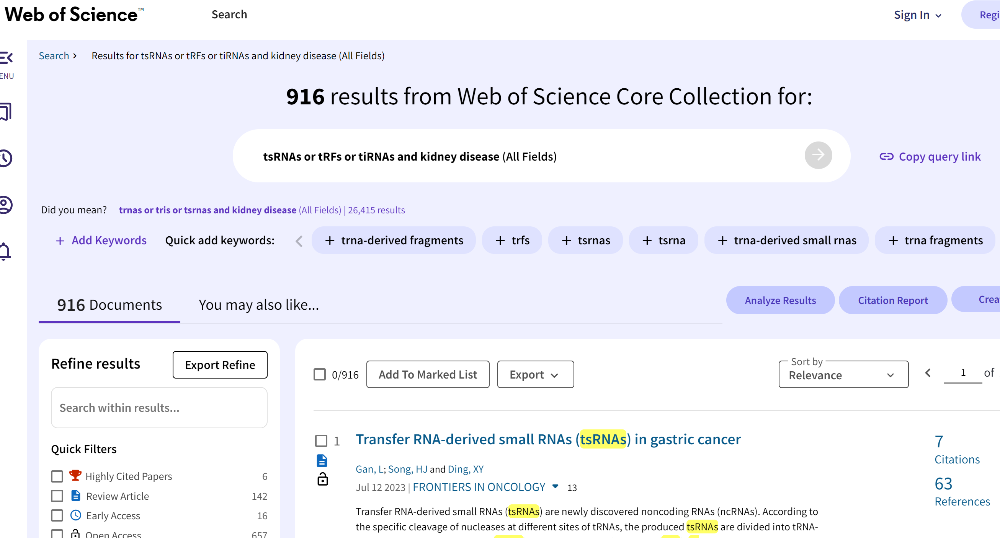 Web of Science™ Search Sign In
Search > Results for tsRNAs or tRFs or tiRNAs and kidney disease (All Fields)
916 results from Web of Science Core Collection for:
tsRNAs or tRFs or tiRNAs and kidney disease (All Fields)
Copy query link
Did you mean? trnas or tris or tsrnas and kidney disease (All Fields) | 26,415 results
+ Add Keywords Quick add keywords: + trna-derived fragments + trfs + tsrnas + tsrna + trna-derived small rnas + trna fragments
916 Documents You may also like... Analyze Results Citation Report
Refine results Export Refine
Search within results...
Quick Filters
Highly Cited Papers 6
Review Article 142
Early Access 16
Open Access 657
0/916 Add To Marked List Export Sort by Relevance 1 of
1 Transfer RNA-derived small RNAs (tsRNAs) in gastric cancer
Gan, L; Song, HJ and Ding, XY
Jul 12 2023 | FRONTIERS IN ONCOLOGY 13
Transfer RNA-derived small RNAs (tsRNAs) are newly discovered noncoding RNAs (ncRNAs). According to
the specific cleavage of nucleases at different sites of tRNAs, the produced tsRNAs are divided into tRNA-
7
Citations
63
References